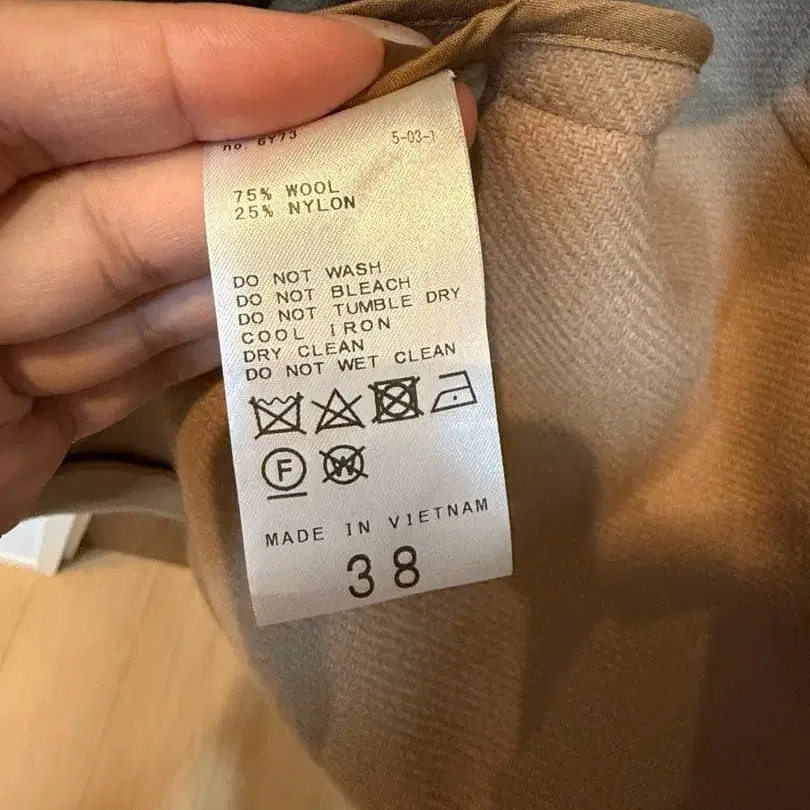 no. GY73 5-03-1
75% WOOL
25% NYLON
DO NOT WASH
DO NOT BLEACH
DO NOT TUMBLE DRY
COOL IRON
DRY CLEAN
DO NOT WET CLEAN
F W
MADE IN VIETNAM
38